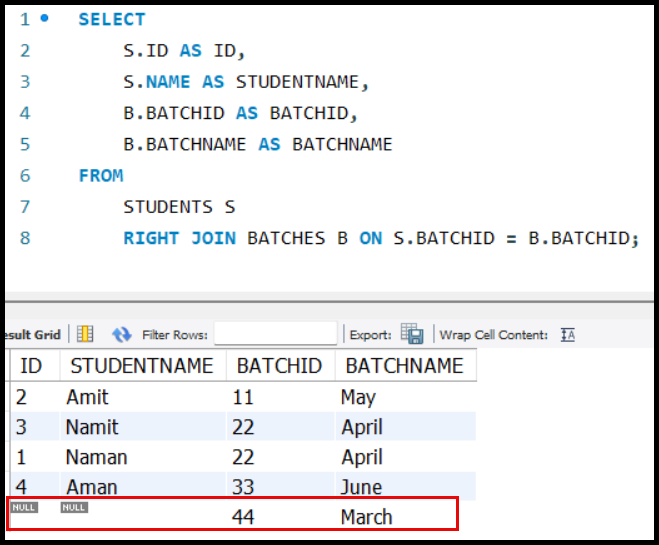 1 SELECT
2 S.ID AS ID,
3 S.NAME AS STUDENTNAME,
4 B.BATCHID AS BATCHID,
5 B.BATCHNAME AS BATCHNAME
6 FROM
7 STUDENTS S
8 RIGHT JOIN BATCHES B ON S.BATCHID = B.BATCHID;
esult Grid Filter Rows: Export: Wrap Cell Content: IA
ID STUDENTNAME BATCHID BATCHNAME
2 Amit 11 May
3 Namit 22 April
1 Naman 22 April
4 Aman 33 June
NULL NULL 44 March